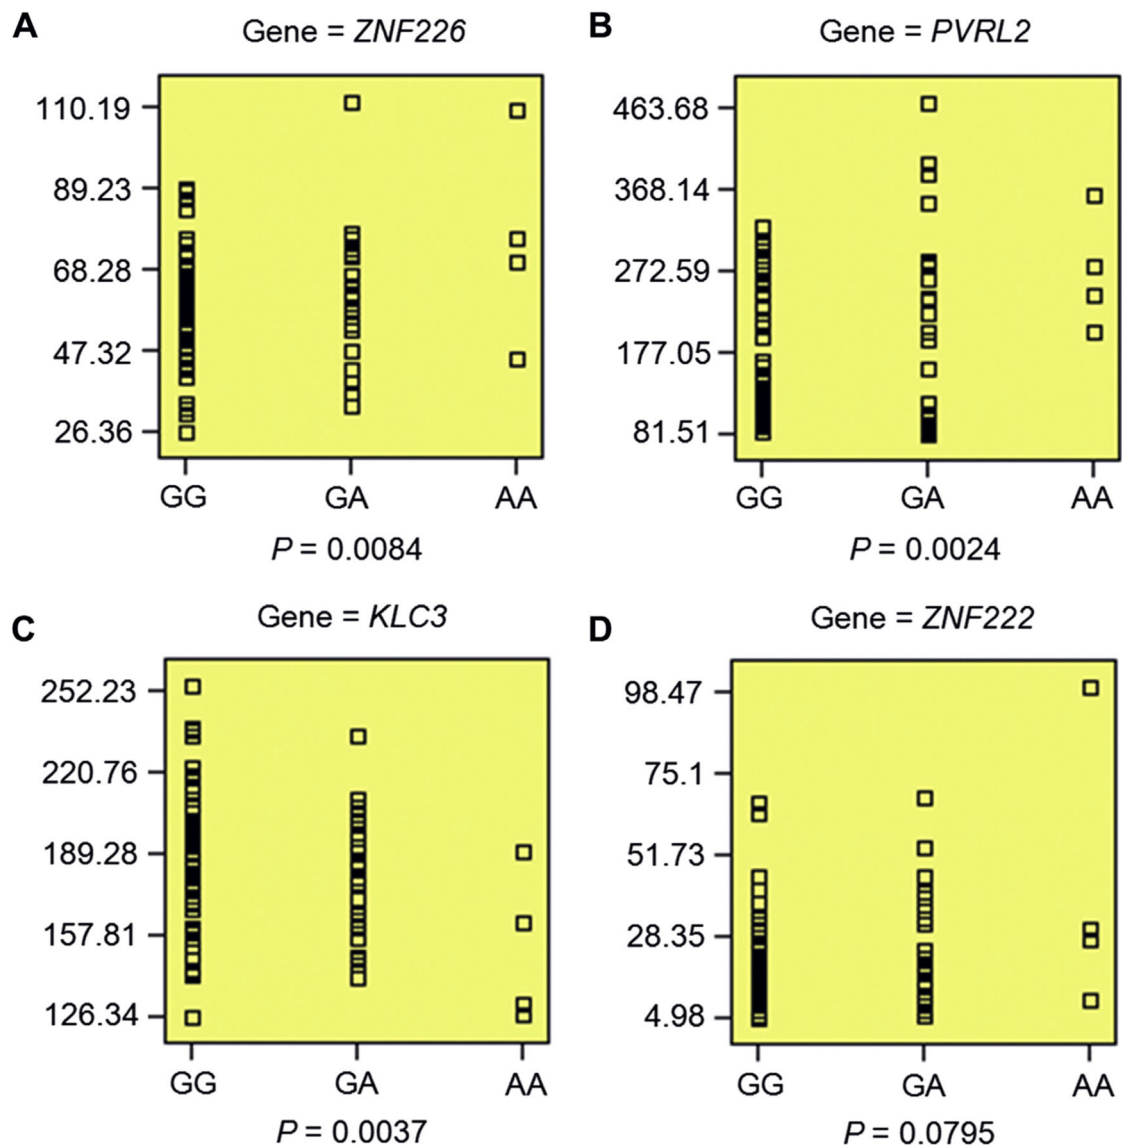 A
Gene = ZNF226
110.19
89.23
68.28
47.32
26.36
GG GA AA
P = 0.0084
B
Gene = PVRL2
463.68
368.14
272.59
177.05
81.51
GG GA AA
P = 0.0024
C
Gene = KLC3
252.23
220.76
189.28
157.81
126.34
GG GA AA
P = 0.0037
D
Gene = ZNF222
98.47
75.1
51.73
28.35
4.98
GG GA AA
P = 0.0795